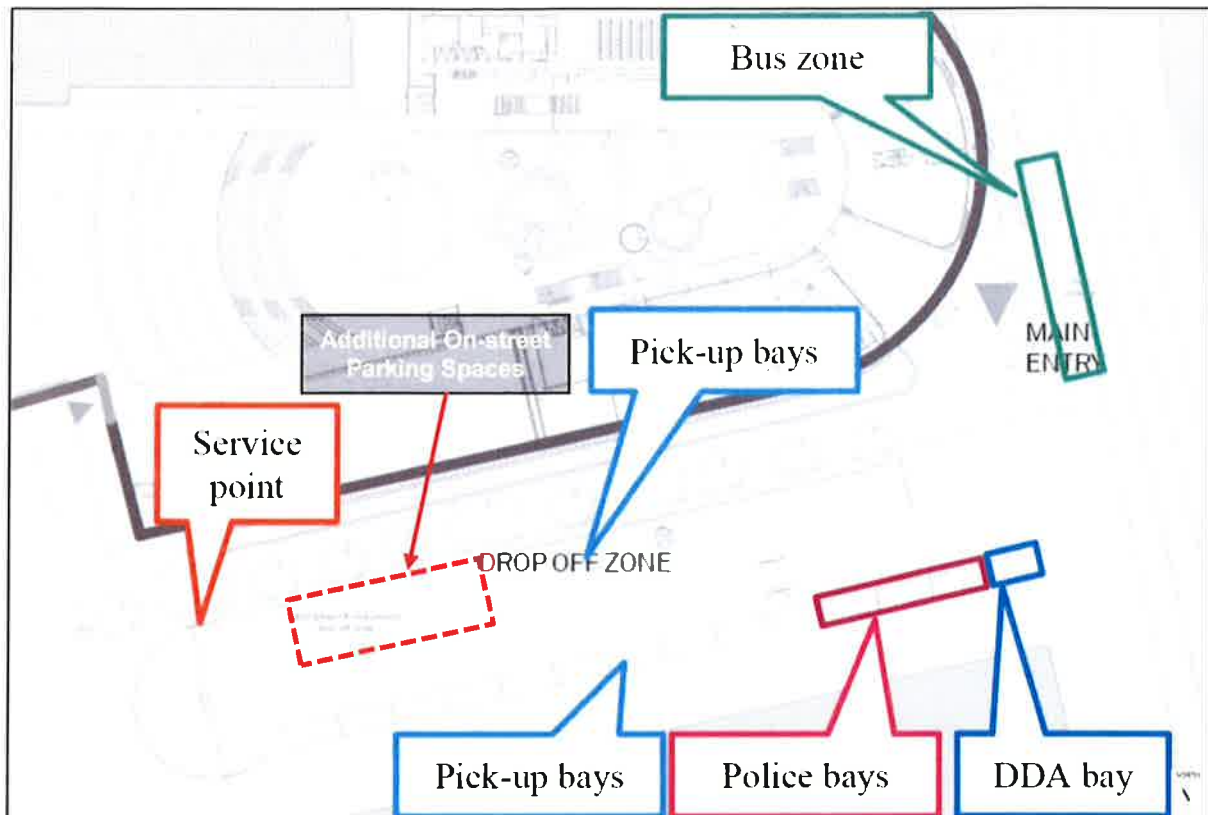 Bus zone
Additional On-street
Parking Spaces
Pick-up bays
MAIN
ENTRY
Service
point
DROP OFF ZONE
Pick-up bays
Police bays
DDA bay